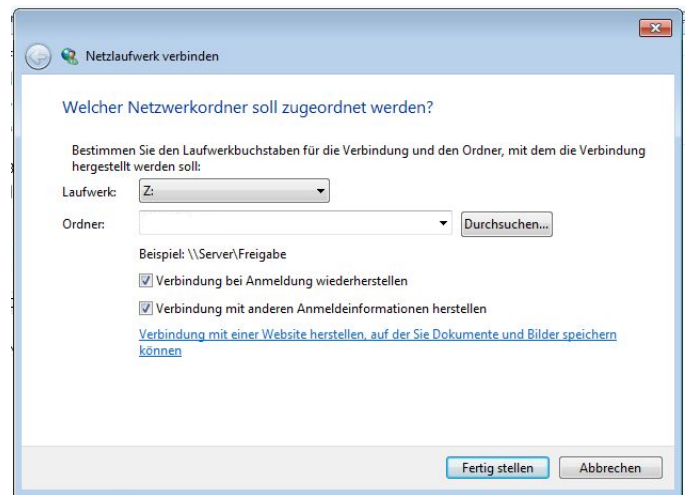 Netzlaufwerk verbinden
Welcher Netzwerkordner soll zugeordnet werden?
Bestimmen Sie den Laufwerkbuchstaben für die Verbindung und den Ordner, mit dem die Verbindung
hergestellt werden soll:
Laufwerk: Z:
Ordner: Durchsuchen...
Beispiel: \\Server\Freigabe
Verbindung bei Anmeldung wiederherstellen
Verbindung mit anderen Anmeldeinformationen herstellen
Verbindung mit einer Website herstellen, auf der Sie Dokumente und Bilder speichern
können
Fertig stellen Abbrechen